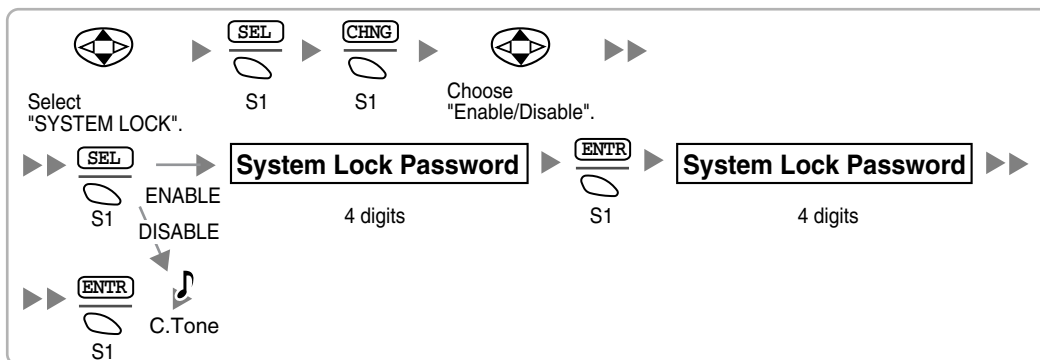 SEL
CHNG
S1
S1
Select
"SYSTEM LOCK".
Choose
"Enable/Disable".
SEL
S1
ENABLE
DISABLE
System Lock Password
4 digits
ENTR
S1
System Lock Password
4 digits
ENTR
S1
C.Tone